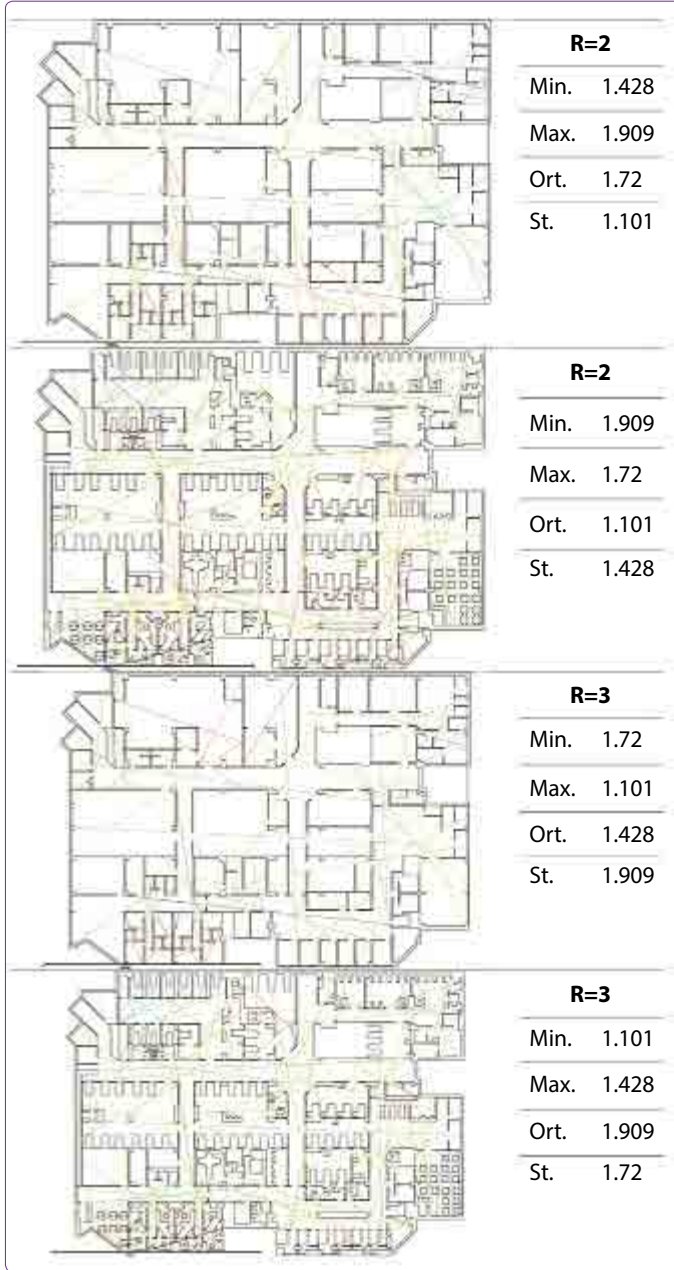 R=2
Min. 1.428
Max. 1.909
Ort. 1.72
St. 1.101
R=2
Min. 1.909
Max. 1.72
Ort. 1.101
St. 1.428
R=3
Min. 1.72
Max. 1.101
Ort. 1.428
St. 1.909
R=3
Min. 1.101
Max. 1.428
Ort. 1.909
St. 1.72